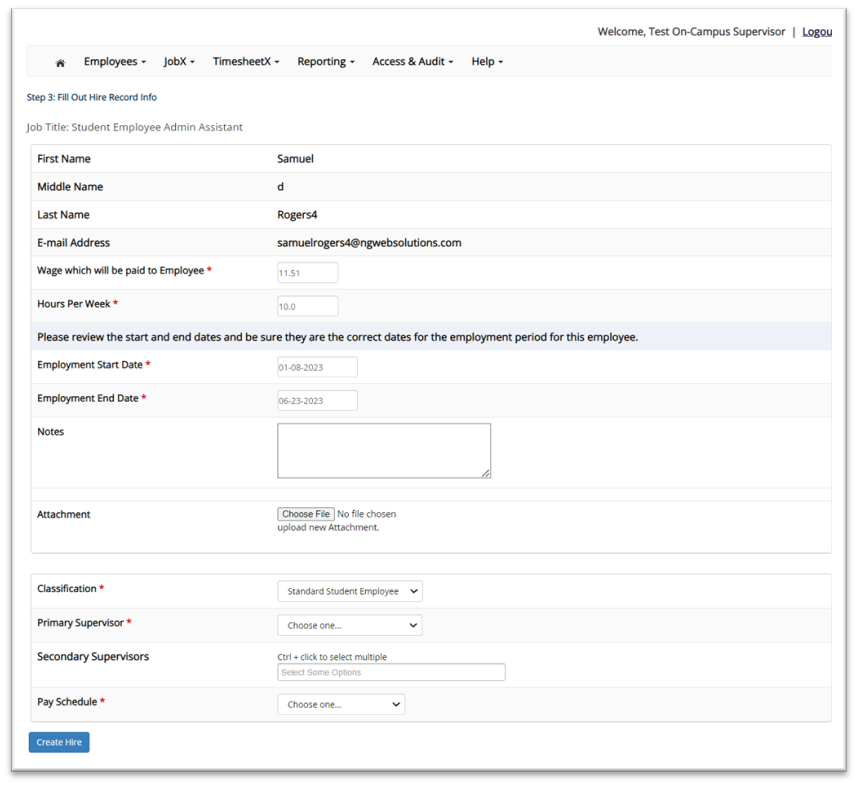 Welcome, Test On-Campus Supervisor | Logou
Employees JobX TimesheetX Reporting Access & Audit Help
Step 3: Fill Out Hire Record Info
Job Title: Student Employee Admin Assistant
First Name Samuel
Middle Name d
Last Name Rogers4
E-mail Address samuelrogers4@ngwebsolutions.com
Wage which will be paid to Employee * 11.51
Hours Per Week * 10.0
Please review the start and end dates and be sure they are the correct dates for the employment period for this employee.
Employment Start Date * 01-08-2023
Employment End Date * 06-23-2023
Notes
Attachment Choose File No file chosen
upload new Attachment.
Classification * Standard Student Employee
Primary Supervisor * Choose one...
Secondary Supervisors Ctrl + click to select multiple
Select Some Options
Pay Schedule * Choose one...
Create Hire